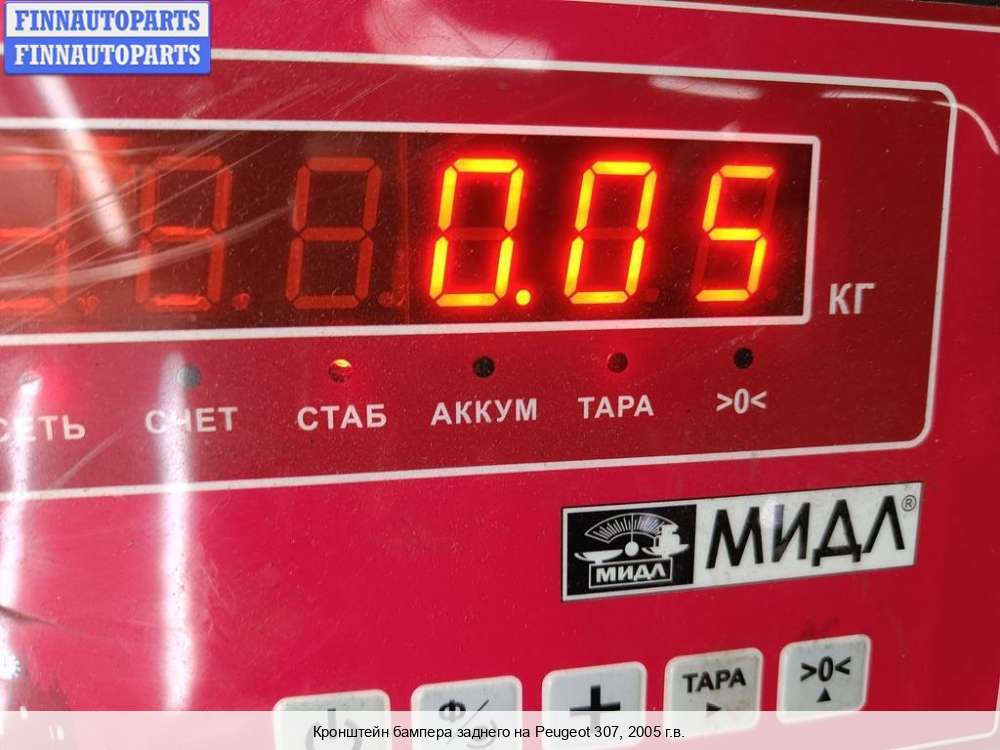 FINNAUTOPARTS
FINNAUTOPARTS
0.05
КГ
СЕТЬ СЧЕТ СТАБ АККУМ ТАРА >0<
МИДЛ МИДЛ®
Ф/ + ТАРА >0<
Кронштейн бампера заднего на Peugeot 307, 2005 г.в.